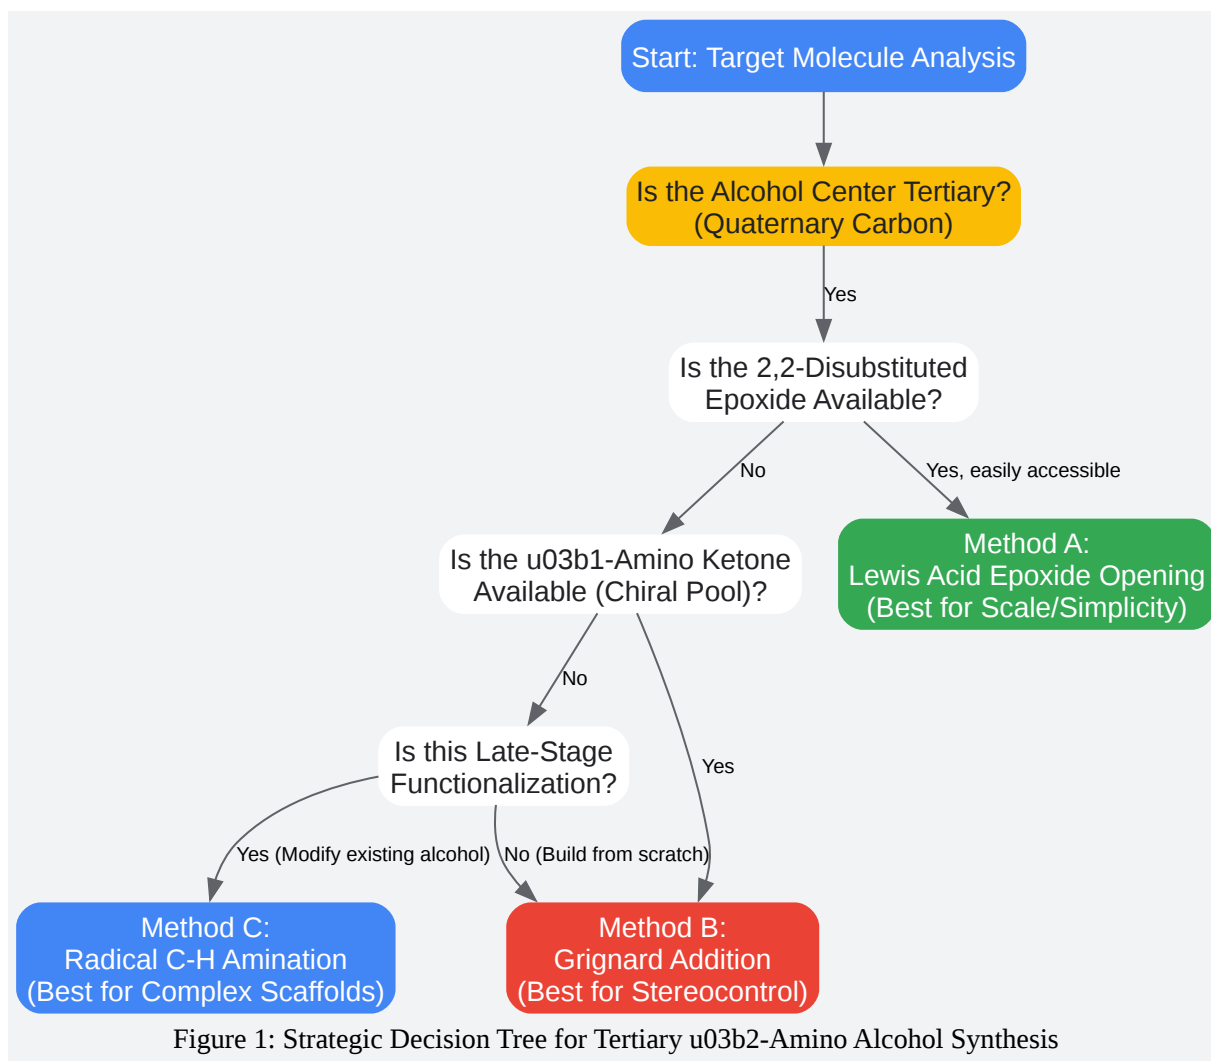 Start: Target Molecule Analysis
Is the Alcohol Center Tertiary?
(Quaternary Carbon)
Yes
Is the 2,2-Disubstituted
Epoxide Available?
No
Yes, easily accessible
Method A:
Lewis Acid Epoxide Opening
(Best for Scale/Simplicity)
Is the u03b1-Amino Ketone
Available (Chiral Pool)?
No
Yes
Is this Late-Stage
Functionalization?
Yes (Modify existing alcohol)
No (Build from scratch)
Method C:
Radical C-H Amination
(Best for Complex Scaffolds)
Method B:
Grignard Addition
(Best for Stereocontrol)
Figure 1: Strategic Decision Tree for Tertiary u03b2-Amino Alcohol Synthesis